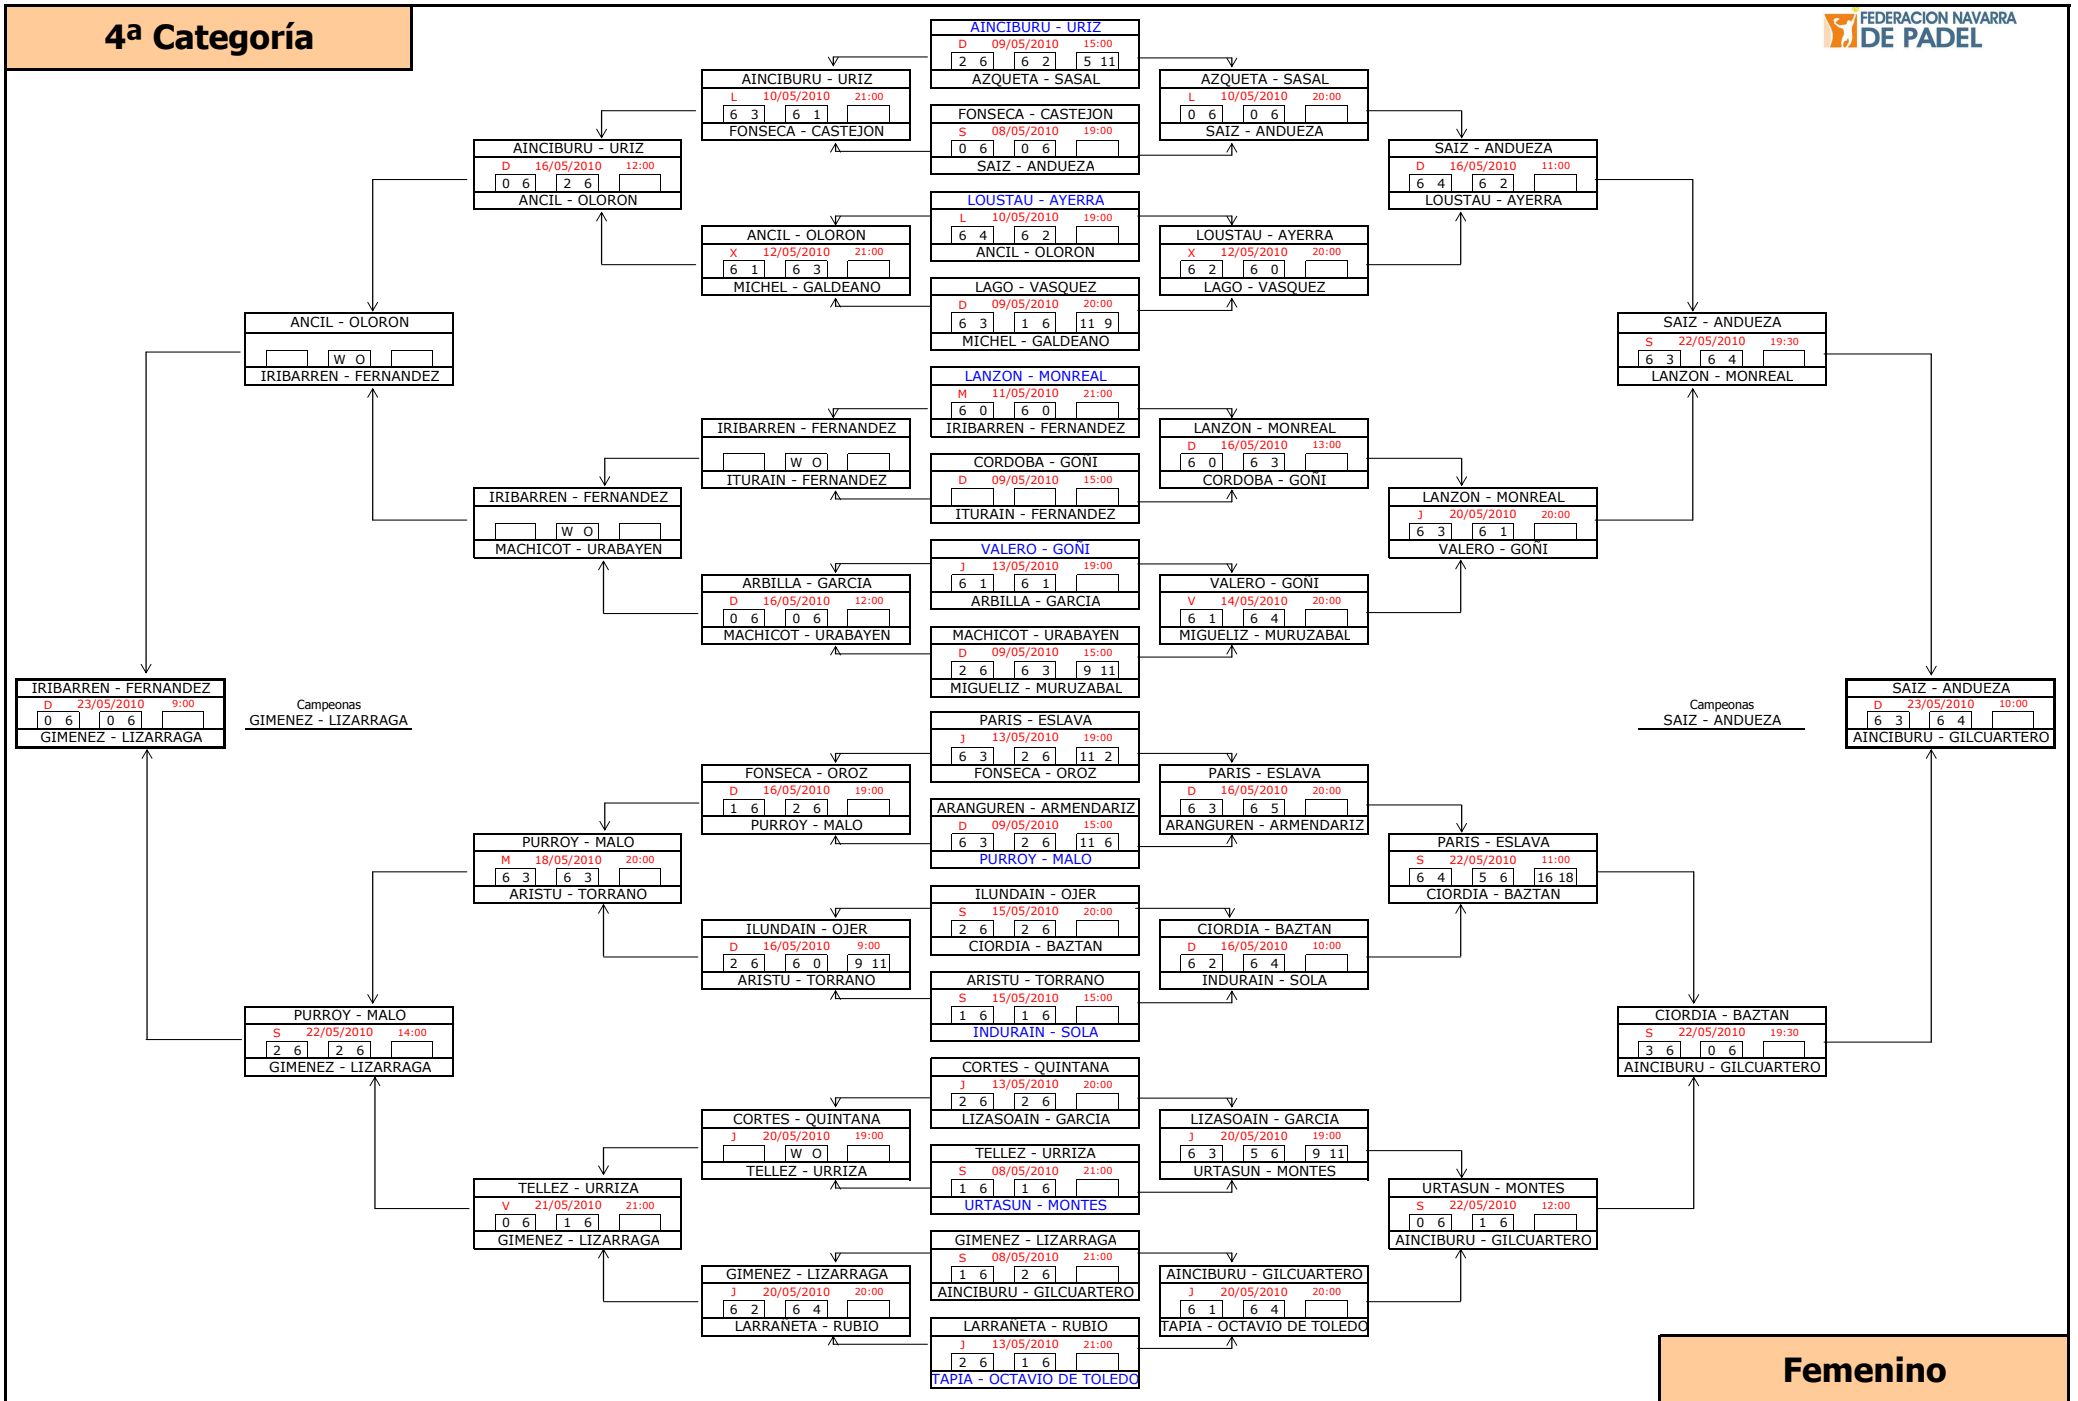 4ª Categoría
FEDERACION NAVARRA
DE PADEL
IRIBARREN - FERNANDEZ
D 23/05/2010 9:00
0 6 0 6
GIMENEZ - LIZARRAGA
Campeonas
GIMENEZ - LIZARRAGA
ANCIL - OLORON
W O
IRIBARREN - FERNANDEZ
PURROY - MALO
S 22/05/2010 14:00
2 6 2 6
GIMENEZ - LIZARRAGA
AINCIBURU - URIZ
D 16/05/2010 12:00
0 6 2 6
ANCIL - OLORON
IRIBARREN - FERNANDEZ
W O
MACHICOT - URABAYEN
PURROY - MALO
M 18/05/2010 20:00
6 3 6 3
ARISTU - TORRANO
TELLEZ - URRIZA
V 21/05/2010 21:00
0 6 1 6
GIMENEZ - LIZARRAGA
AINCIBURU - URIZ
L 10/05/2010 21:00
6 3 6 1
FONSECA - CASTEJON
ANCIL - OLORON
X 12/05/2010 21:00
6 1 6 3
MICHEL - GALDEANO
IRIBARREN - FERNANDEZ
W O
ITURAIN - FERNANDEZ
ARBILLA - GARCIA
D 16/05/2010 12:00
0 6 0 6
MACHICOT - URABAYEN
FONSECA - OROZ
D 16/05/2010 19:00
1 6 2 6
PURROY - MALO
ILUNDAIN - OJER
D 16/05/2010 9:00
2 6 6 0 9 11
ARISTU - TORRANO
CORTES - QUINTANA
J 20/05/2010 19:00
W O
TELLEZ - URRIZA
GIMENEZ - LIZARRAGA
J 20/05/2010 20:00
6 2 6 4
LARRAÑETA - RUBIO
AINCIBURU - URIZ
D 09/05/2010 15:00
2 6 6 2 5 11
AZQUETA - SASAL
FONSECA - CASTEJON
S 08/05/2010 19:00
0 6 0 6
SAIZ - ANDUEZA
LOUSTAU - AYERRA
L 10/05/2010 19:00
6 4 6 2
ANCIL - OLORON
LAGO - VASQUEZ
D 09/05/2010 20:00
6 3 1 6 11 9
MICHEL - GALDEANO
LANZON - MONREAL
M 11/05/2010 21:00
6 0 6 0
IRIBARREN - FERNANDEZ
CORDOBA - GOÑI
D 09/05/2010 15:00
ITURAIN - FERNANDEZ
VALERO - GOÑI
J 13/05/2010 19:00
6 1 6 1
ARBILLA - GARCIA
MACHICOT - URABAYEN
D 09/05/2010 15:00
2 6 6 3 9 11
MIGUELIZ - MURUZABAL
PARIS - ESLAVA
J 13/05/2010 19:00
6 3 2 6 11 2
FONSECA - OROZ
ARANGUREN - ARMENDARIZ
D 09/05/2010 15:00
6 3 2 6 11 6
PURROY - MALO
ILUNDAIN - OJER
S 15/05/2010 20:00
2 6 2 6
CIORDIA - BAZTAN
ARISTU - TORRANO
S 15/05/2010 15:00
1 6 1 6
INDURAIN - SOLA
CORTES - QUINTANA
J 13/05/2010 20:00
2 6 2 6
LIZASOAIN - GARCIA
TELLEZ - URRIZA
S 08/05/2010 21:00
1 6 1 6
URTASUN - MONTES
GIMENEZ - LIZARRAGA
S 08/05/2010 21:00
1 6 2 6
AINCIBURU - GILCUARTERO
LARRAÑETA - RUBIO
J 13/05/2010 21:00
2 6 1 6
TAPIA - OCTAVIO DE TOLEDO
AZQUETA - SASAL
L 10/05/2010 20:00
0 6 0 6
SAIZ - ANDUEZA
LOUSTAU - AYERRA
X 12/05/2010 20:00
6 2 6 0
LAGO - VASQUEZ
LANZON - MONREAL
D 16/05/2010 13:00
6 0 6 3
CORDOBA - GOÑI
VALERO - GOÑI
V 14/05/2010 20:00
6 1 6 4
MIGUELIZ - MURUZABAL
PARIS - ESLAVA
D 16/05/2010 20:00
6 3 6 5
ARANGUREN - ARMENDARIZ
CIORDIA - BAZTAN
D 16/05/2010 10:00
6 2 6 4
INDURAIN - SOLA
LIZASOAIN - GARCIA
J 20/05/2010 19:00
6 3 5 6 9 11
URTASUN - MONTES
AINCIBURU - GILCUARTERO
J 20/05/2010 20:00
6 1 6 4
TAPIA - OCTAVIO DE TOLEDO
SAIZ - ANDUEZA
D 16/05/2010 11:00
6 4 6 2
LOUSTAU - AYERRA
LANZON - MONREAL
J 20/05/2010 20:00
6 3 6 1
VALERO - GOÑI
PARIS - ESLAVA
S 22/05/2010 11:00
6 4 5 6 16 18
CIORDIA - BAZTAN
URTASUN - MONTES
S 22/05/2010 12:00
0 6 1 6
AINCIBURU - GILCUARTERO
SAIZ - ANDUEZA
S 22/05/2010 19:30
6 3 6 4
LANZON - MONREAL
CIORDIA - BAZTAN
S 22/05/2010 19:30
3 6 0 6
AINCIBURU - GILCUARTERO
Campeonas
SAIZ - ANDUEZA
SAIZ - ANDUEZA
D 23/05/2010 10:00
6 3 6 4
AINCIBURU - GILCUARTERO
Femenino